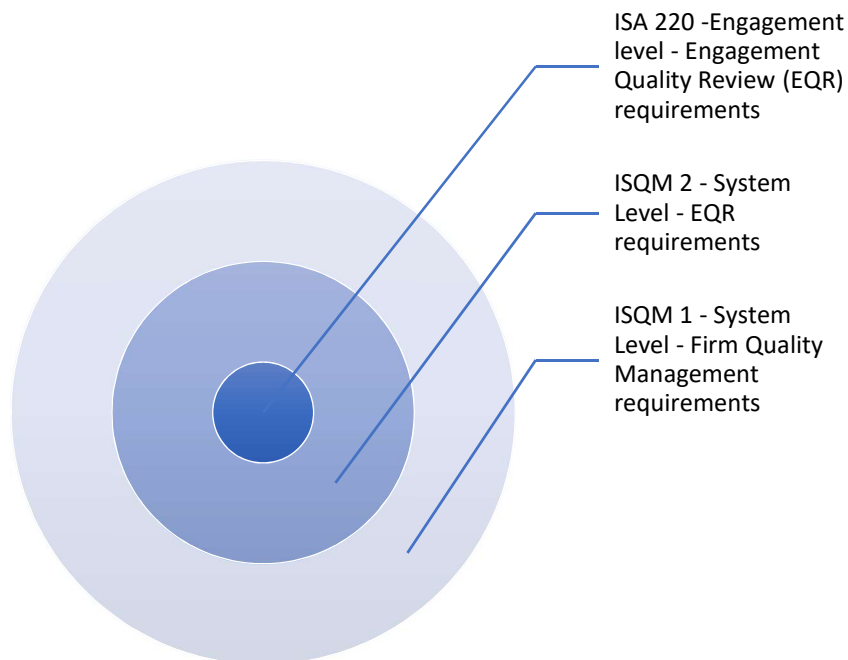 ISA 220 -Engagement
level - Engagement
Quality Review (EQR)
requirements
ISQM 2 - System
Level - EQR
requirements
ISQM 1 - System
Level - Firm Quality
Management
requirements